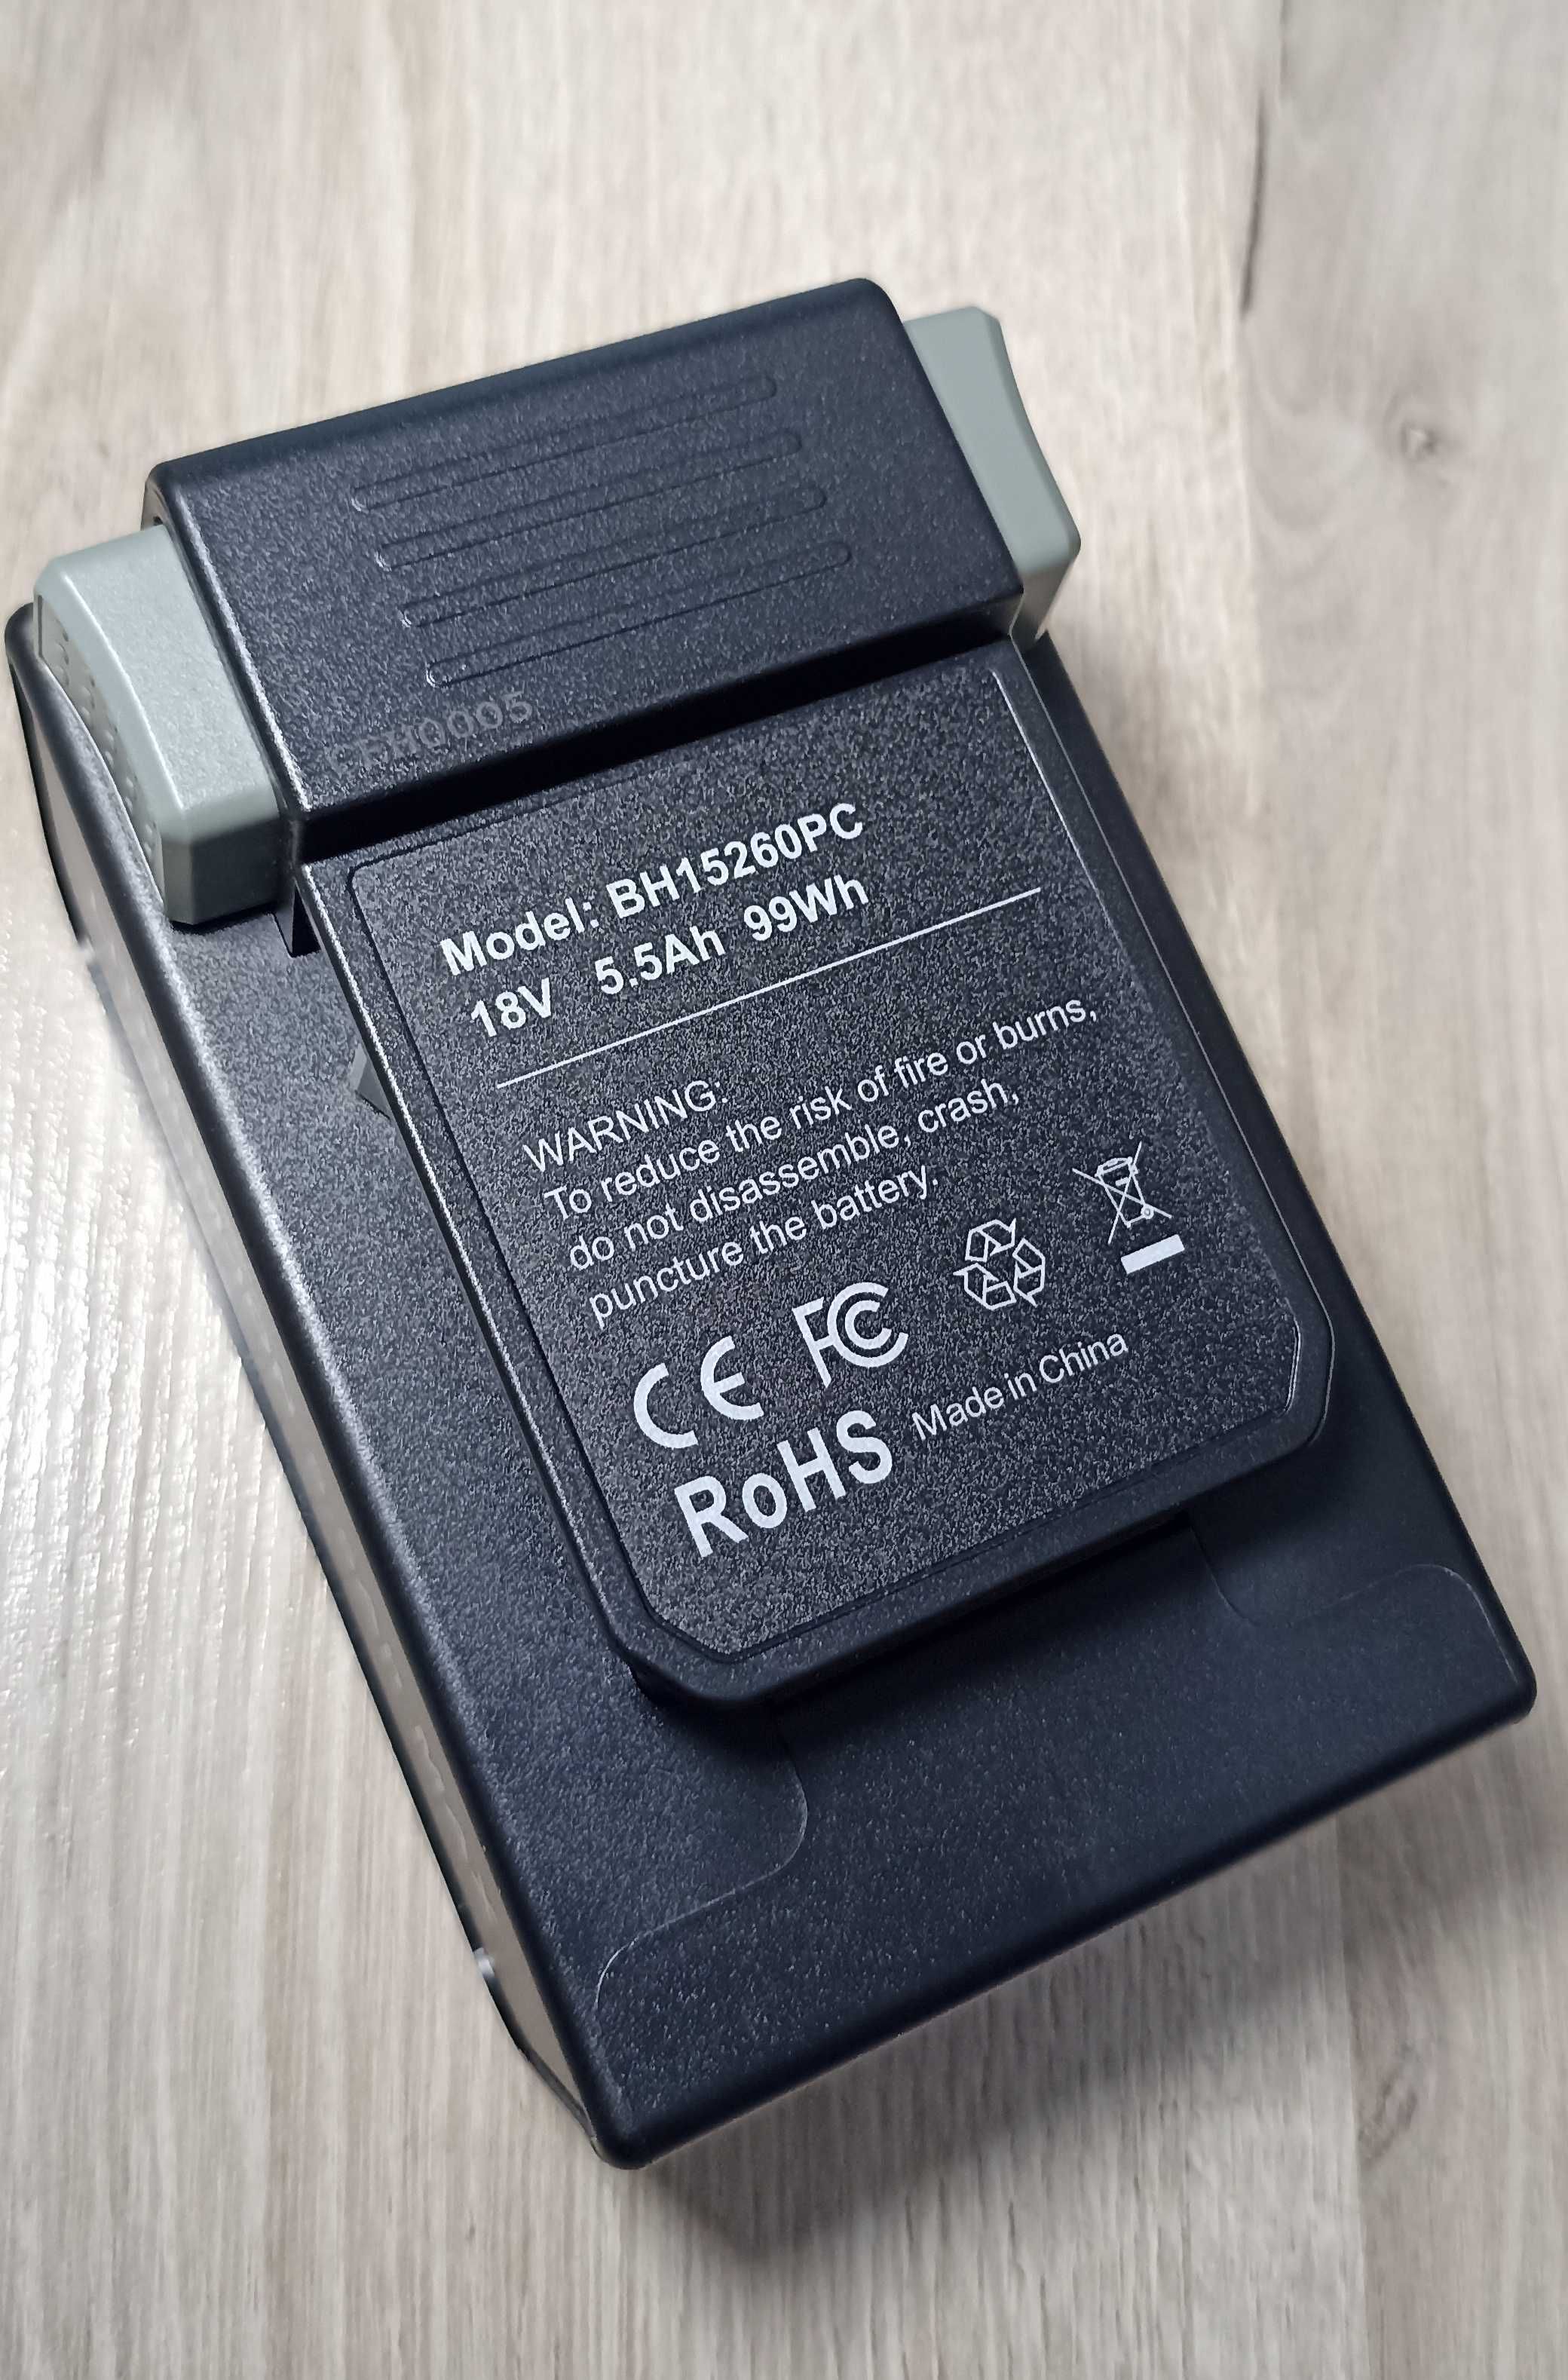 Model: BH15260PC
18V 5.5Ah 99Wh
WARNING:
To reduce the risk of fire or burns,
do not disassemble, crash,
puncture the battery.
CE FC
RoHS Made in China